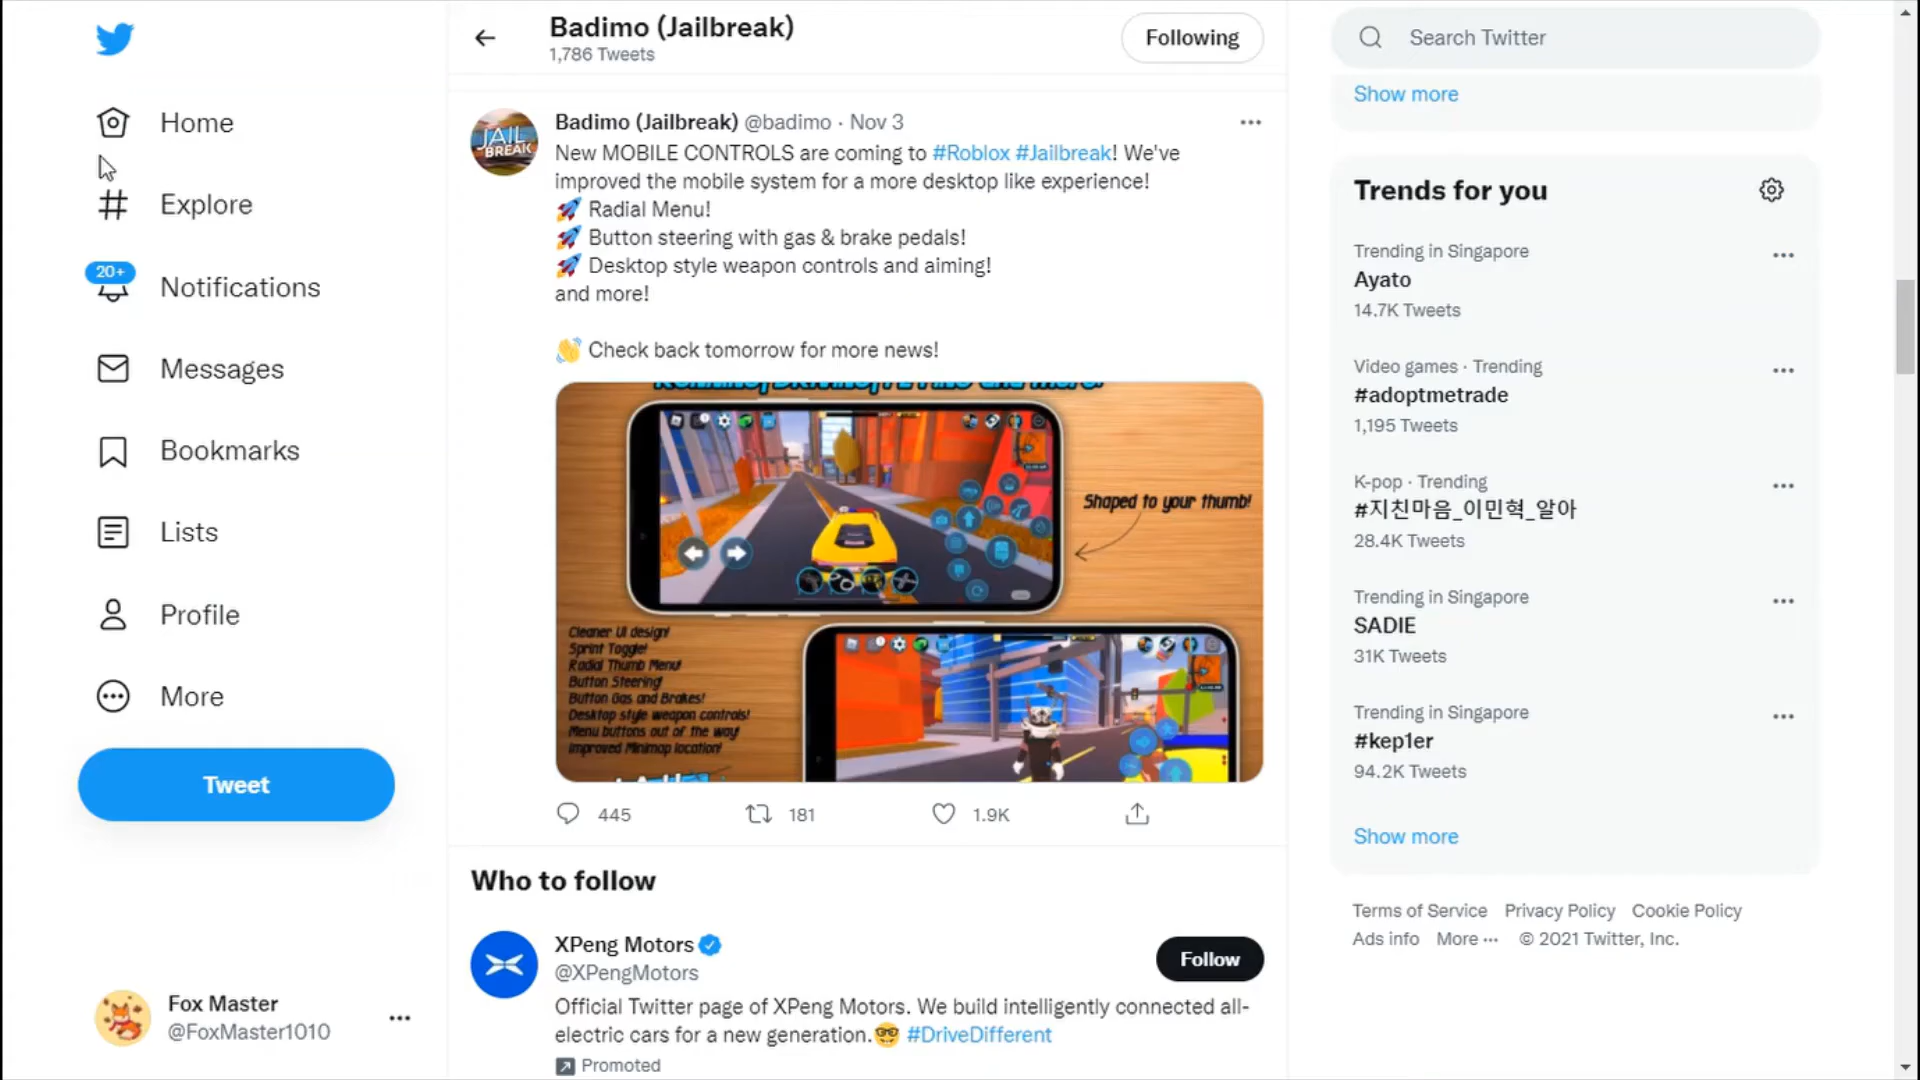 Badimo (Jailbreak)
1,786 Tweets
Following
Search Twitter
Home
Explore
20+
Notifications
Messages
Bookmarks
Lists
Profile
More
Tweet
Fox Master
@FoxMaster1010
JAIL
BREAK
Badimo (Jailbreak) @badimo · Nov 3
New MOBILE CONTROLS are coming to #Roblox #Jailbreak! We've
improved the mobile system for a more desktop like experience!
🚀 Radial Menu!
🚀 Button steering with gas & brake pedals!
🚀 Desktop style weapon controls and aiming!
and more!
👋 Check back tomorrow for more news!
Shaped to your thumb!
Cleaner UI design!
Sprint Toggle!
Radial Thumb Menu!
Button Steering!
Button Gas and Brakes!
Desktop style weapon controls!
Menu buttons out of the way!
Improved Minimap location!
445
181
1.9K
Who to follow
XPeng Motors
@XPengMotors
Follow
Official Twitter page of XPeng Motors. We build intelligently connected all-
electric cars for a new generation.🤓 #DriveDifferent
Promoted
Show more
Trends for you
Trending in Singapore
Ayato
14.7K Tweets
Video games · Trending
#adoptmetrade
1,195 Tweets
K-pop · Trending
#지친마음_이민혁_알아
28.4K Tweets
Trending in Singapore
SADIE
31K Tweets
Trending in Singapore
#kep1er
94.2K Tweets
Show more
Terms of Service Privacy Policy Cookie Policy
Ads info More ··· © 2021 Twitter, Inc.